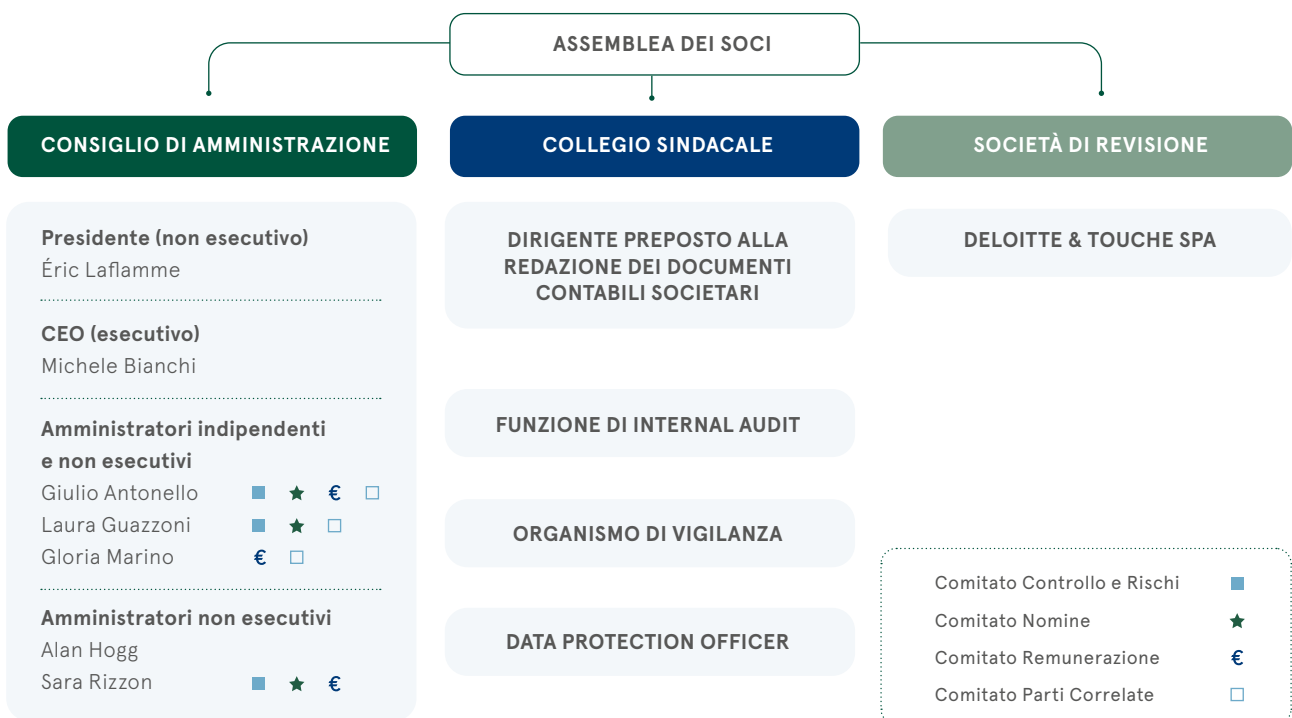 ASSEMBLEA DEI SOCI
CONSIGLIO DI AMMINISTRAZIONE
Presidente (non esecutivo)
Éric Laflamme
CEO (esecutivo)
Michele Bianchi
Amministratori indipendenti
e non esecutivi
Giulio Antonello ■ ★ € □
Laura Guazzoni ■ ★ □
Gloria Marino € □
Amministratori non esecutivi
Alan Hogg
Sara Rizzon ■ ★ €
COLLEGIO SINDACALE
DIRIGENTE PREPOSTO ALLA
REDAZIONE DEI DOCUMENTI
CONTABILI SOCIETARI
FUNZIONE DI INTERNAL AUDIT
ORGANISMO DI VIGILANZA
DATA PROTECTION OFFICER
SOCIETÀ DI REVISIONE
DELOITTE & TOUCHE SPA
Comitato Controllo e Rischi ■
Comitato Nomine ★
Comitato Remunerazione €
Comitato Parti Correlate □